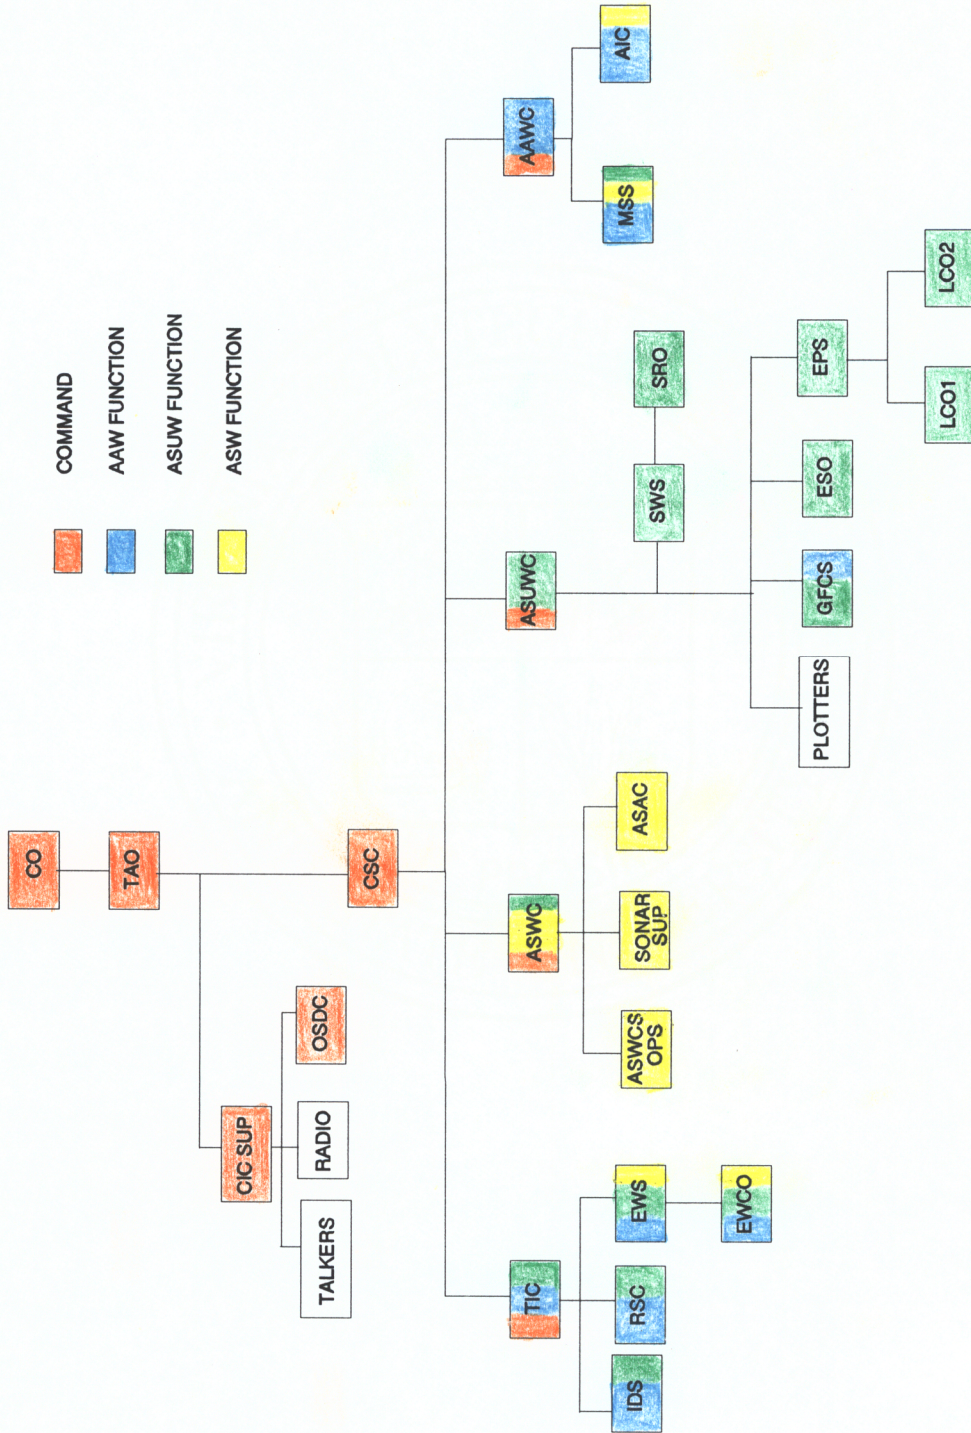 CO
TAO
CIC SUP
TALKERS
RADIO
OSDC
CSC
COMMAND
AAW FUNCTION
ASUW FUNCTION
ASW FUNCTION
TIC
ASWC
ASUWC
AAWC
IDS
RSC
EWS
EWCO
ASWCS
OPS
SONAR
SUP
ASAC
SWS
SRO
MSS
AIC
PLOTTERS
GFCS
ESO
EPS
LCO1
LCO2